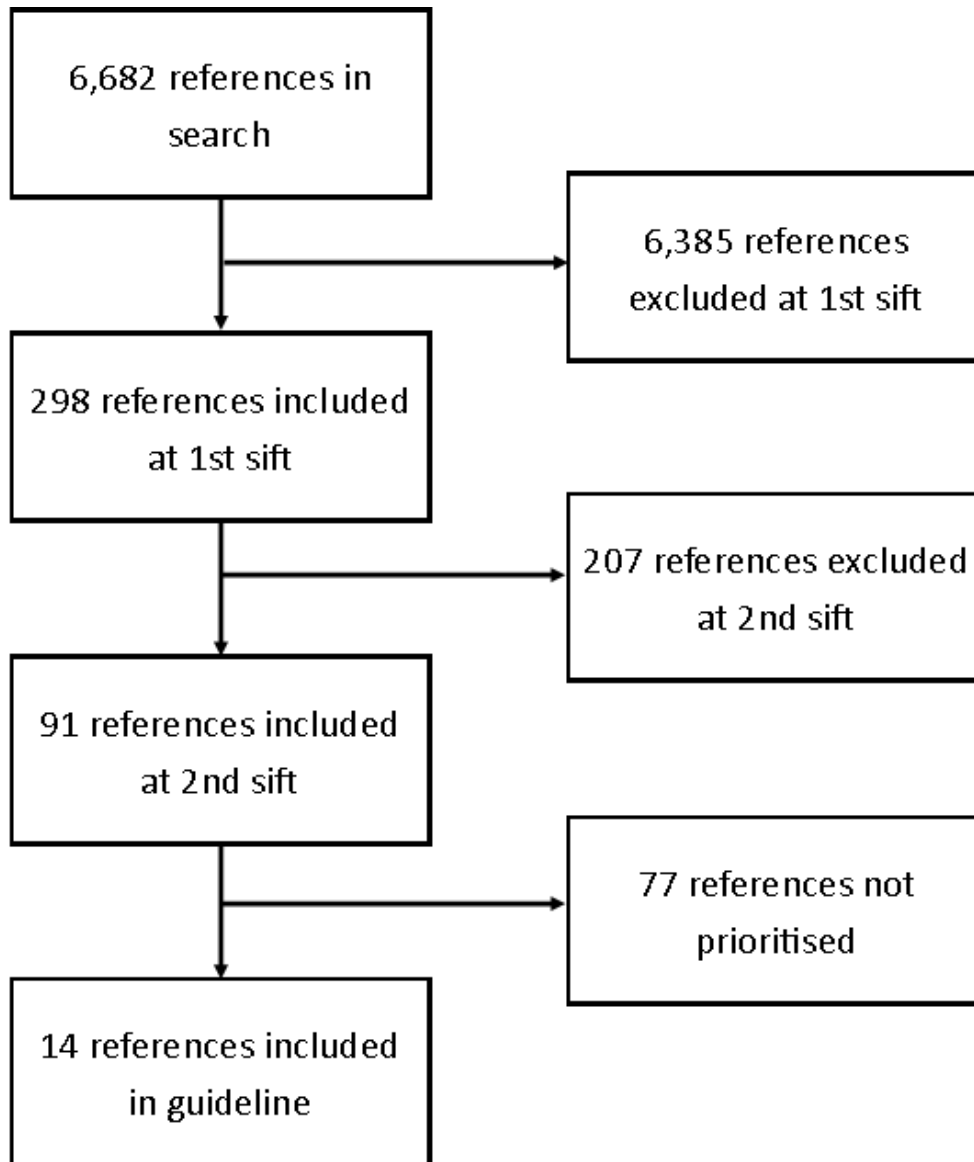 6,682 references in
search
6,385 references
excluded at 1st sift
298 references included
at 1st sift
207 references excluded
at 2nd sift
91 references included
at 2nd sift
77 references not
prioritised
14 references included
in guideline